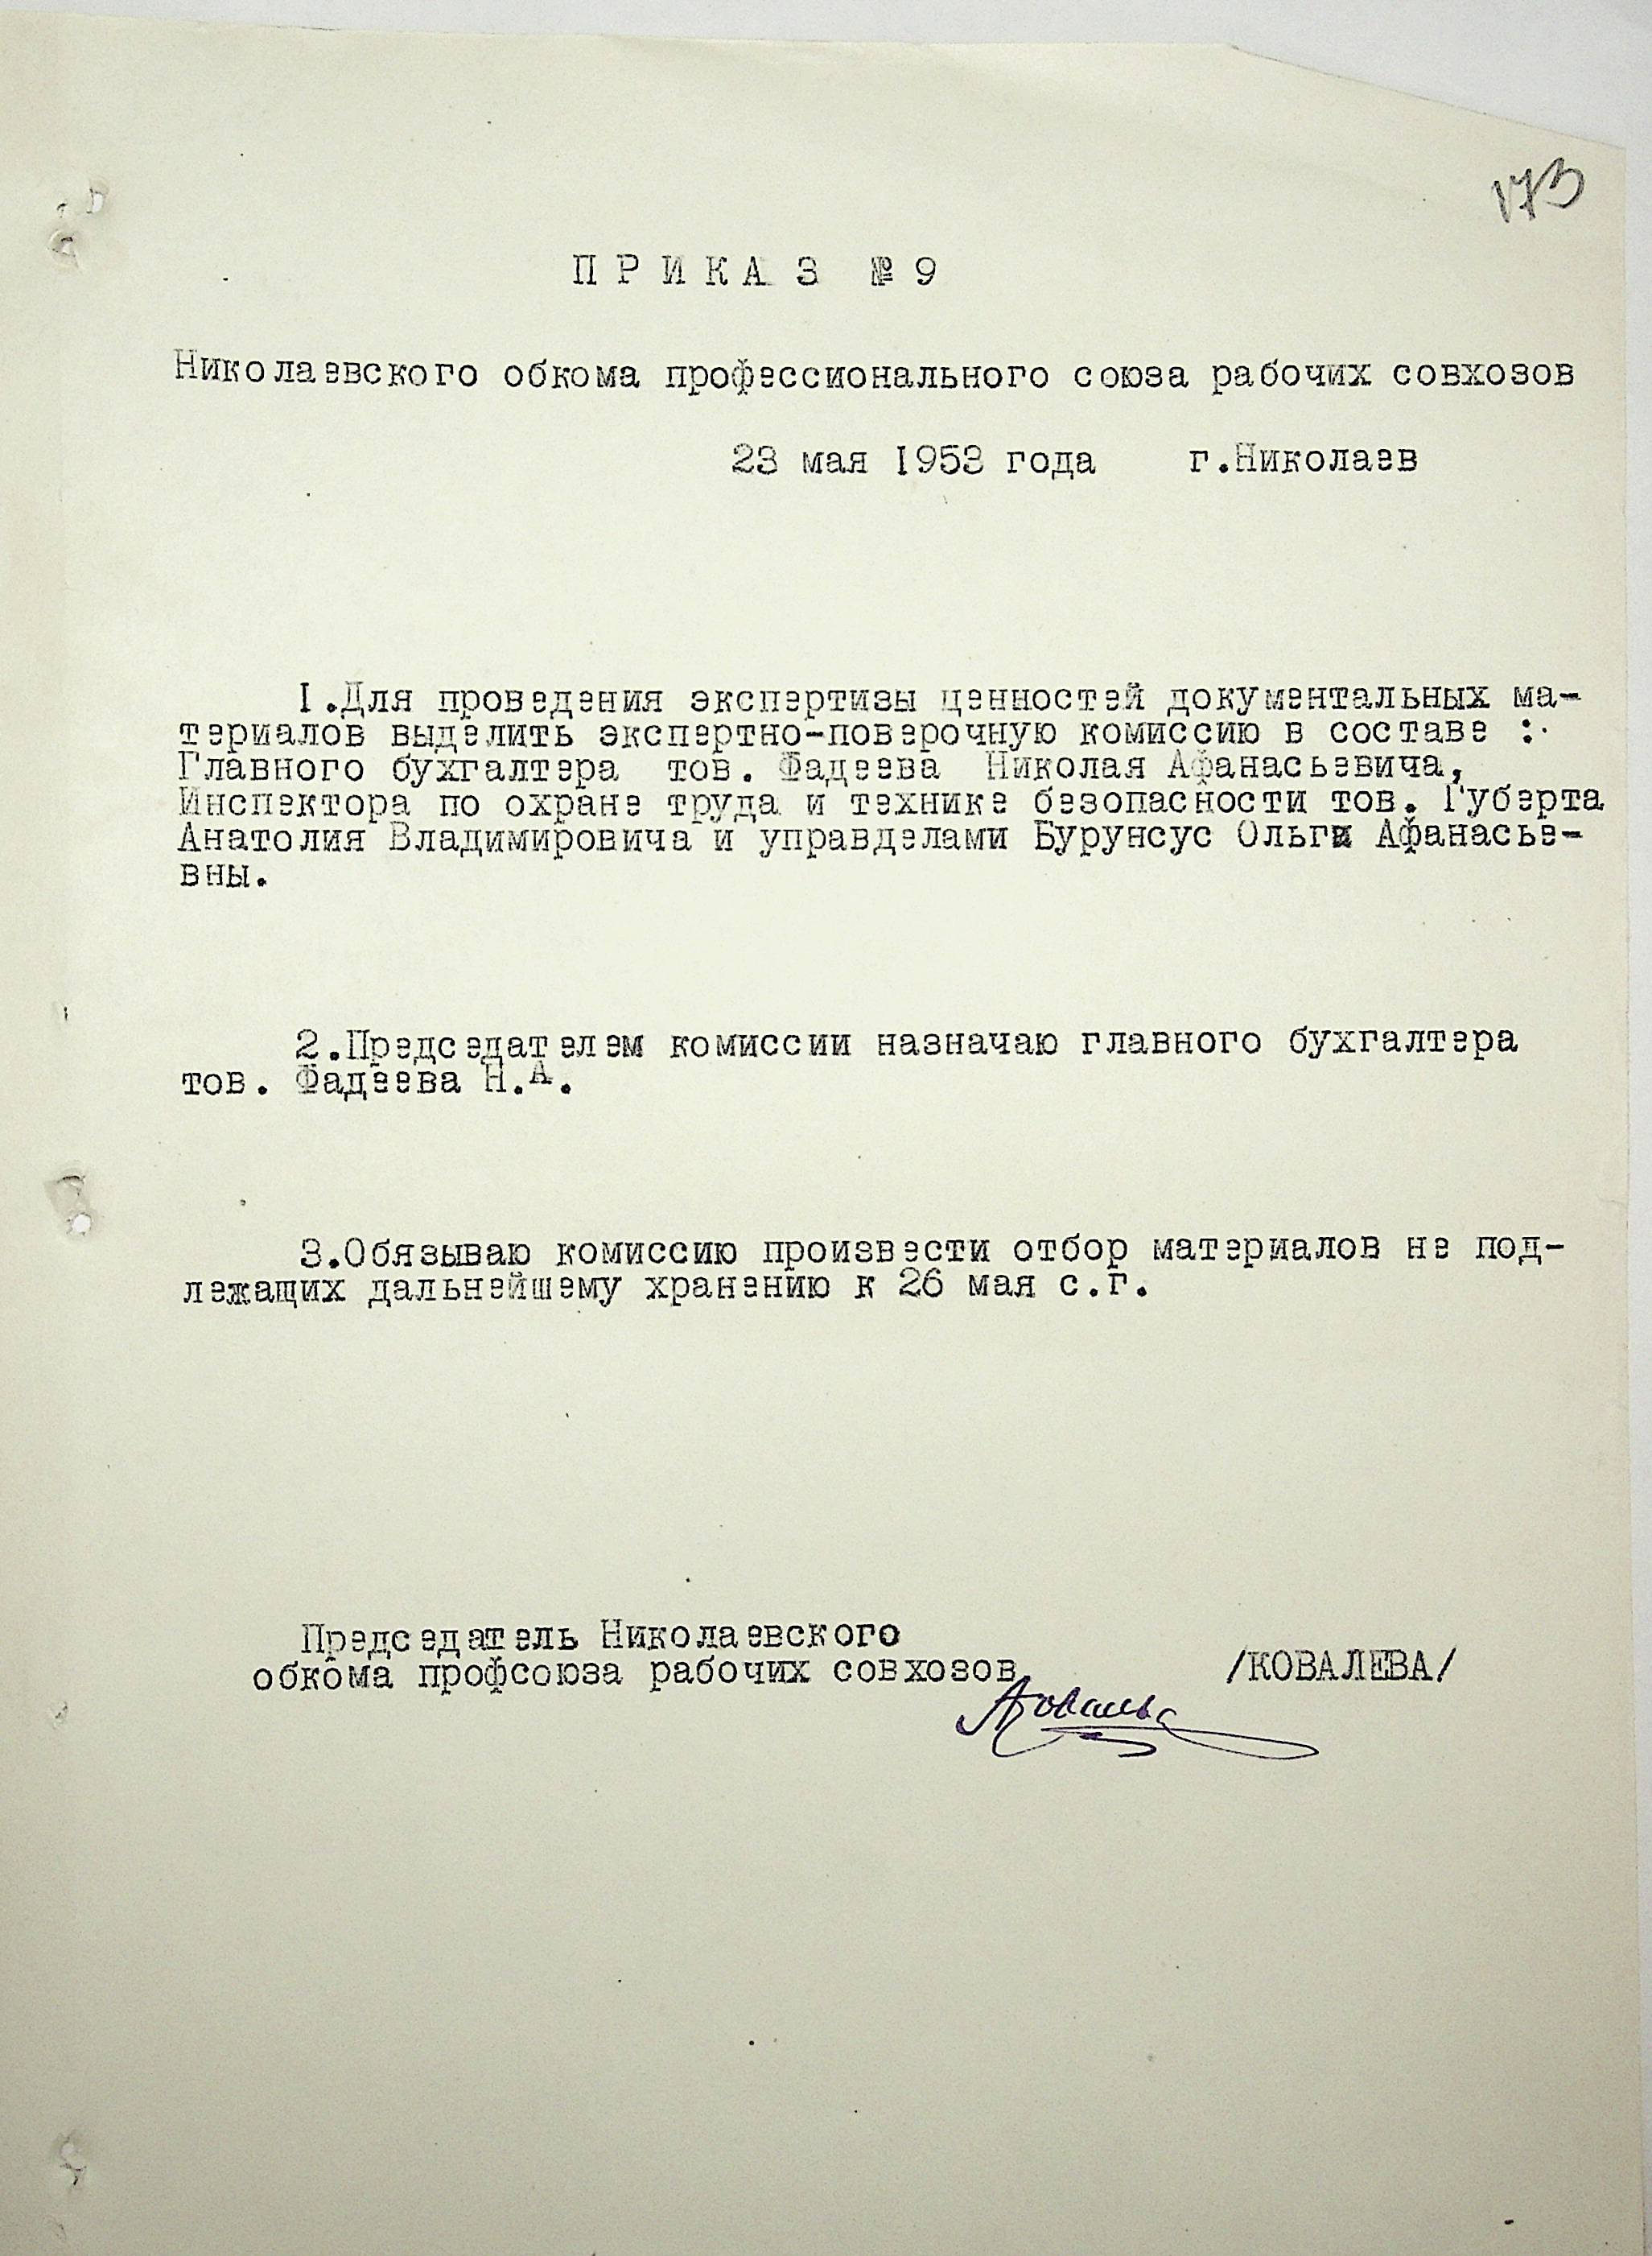 173
П Р И К А З № 9
Николаевского обкома профессионального союза рабочих совхозов
23 мая 1953 года г.Николаев
1.Для проведения экспертизы ценностей документальных ма-
териалов выделить экспертно-поверочную комиссию в составе :
Главного бухгалтера тов. Фадеева Николая Афанасьевича,
Инспектора по охране труда и технике безопасности тов. Губерта
Анатолия Владимировича и управделами Бурунсус Ольги Афанасье-
вны.
2.Председателем комиссии назначаю главного бухгалтера
тов. Фадеева Н.А.
3.Обязываю комиссию произвести отбор материалов не под-
лежащих дальнейшему хранению к 26 мая с.г.
Председатель Николаевского
обкома профсоюза рабочих совхозов /КОВАЛЕВА/